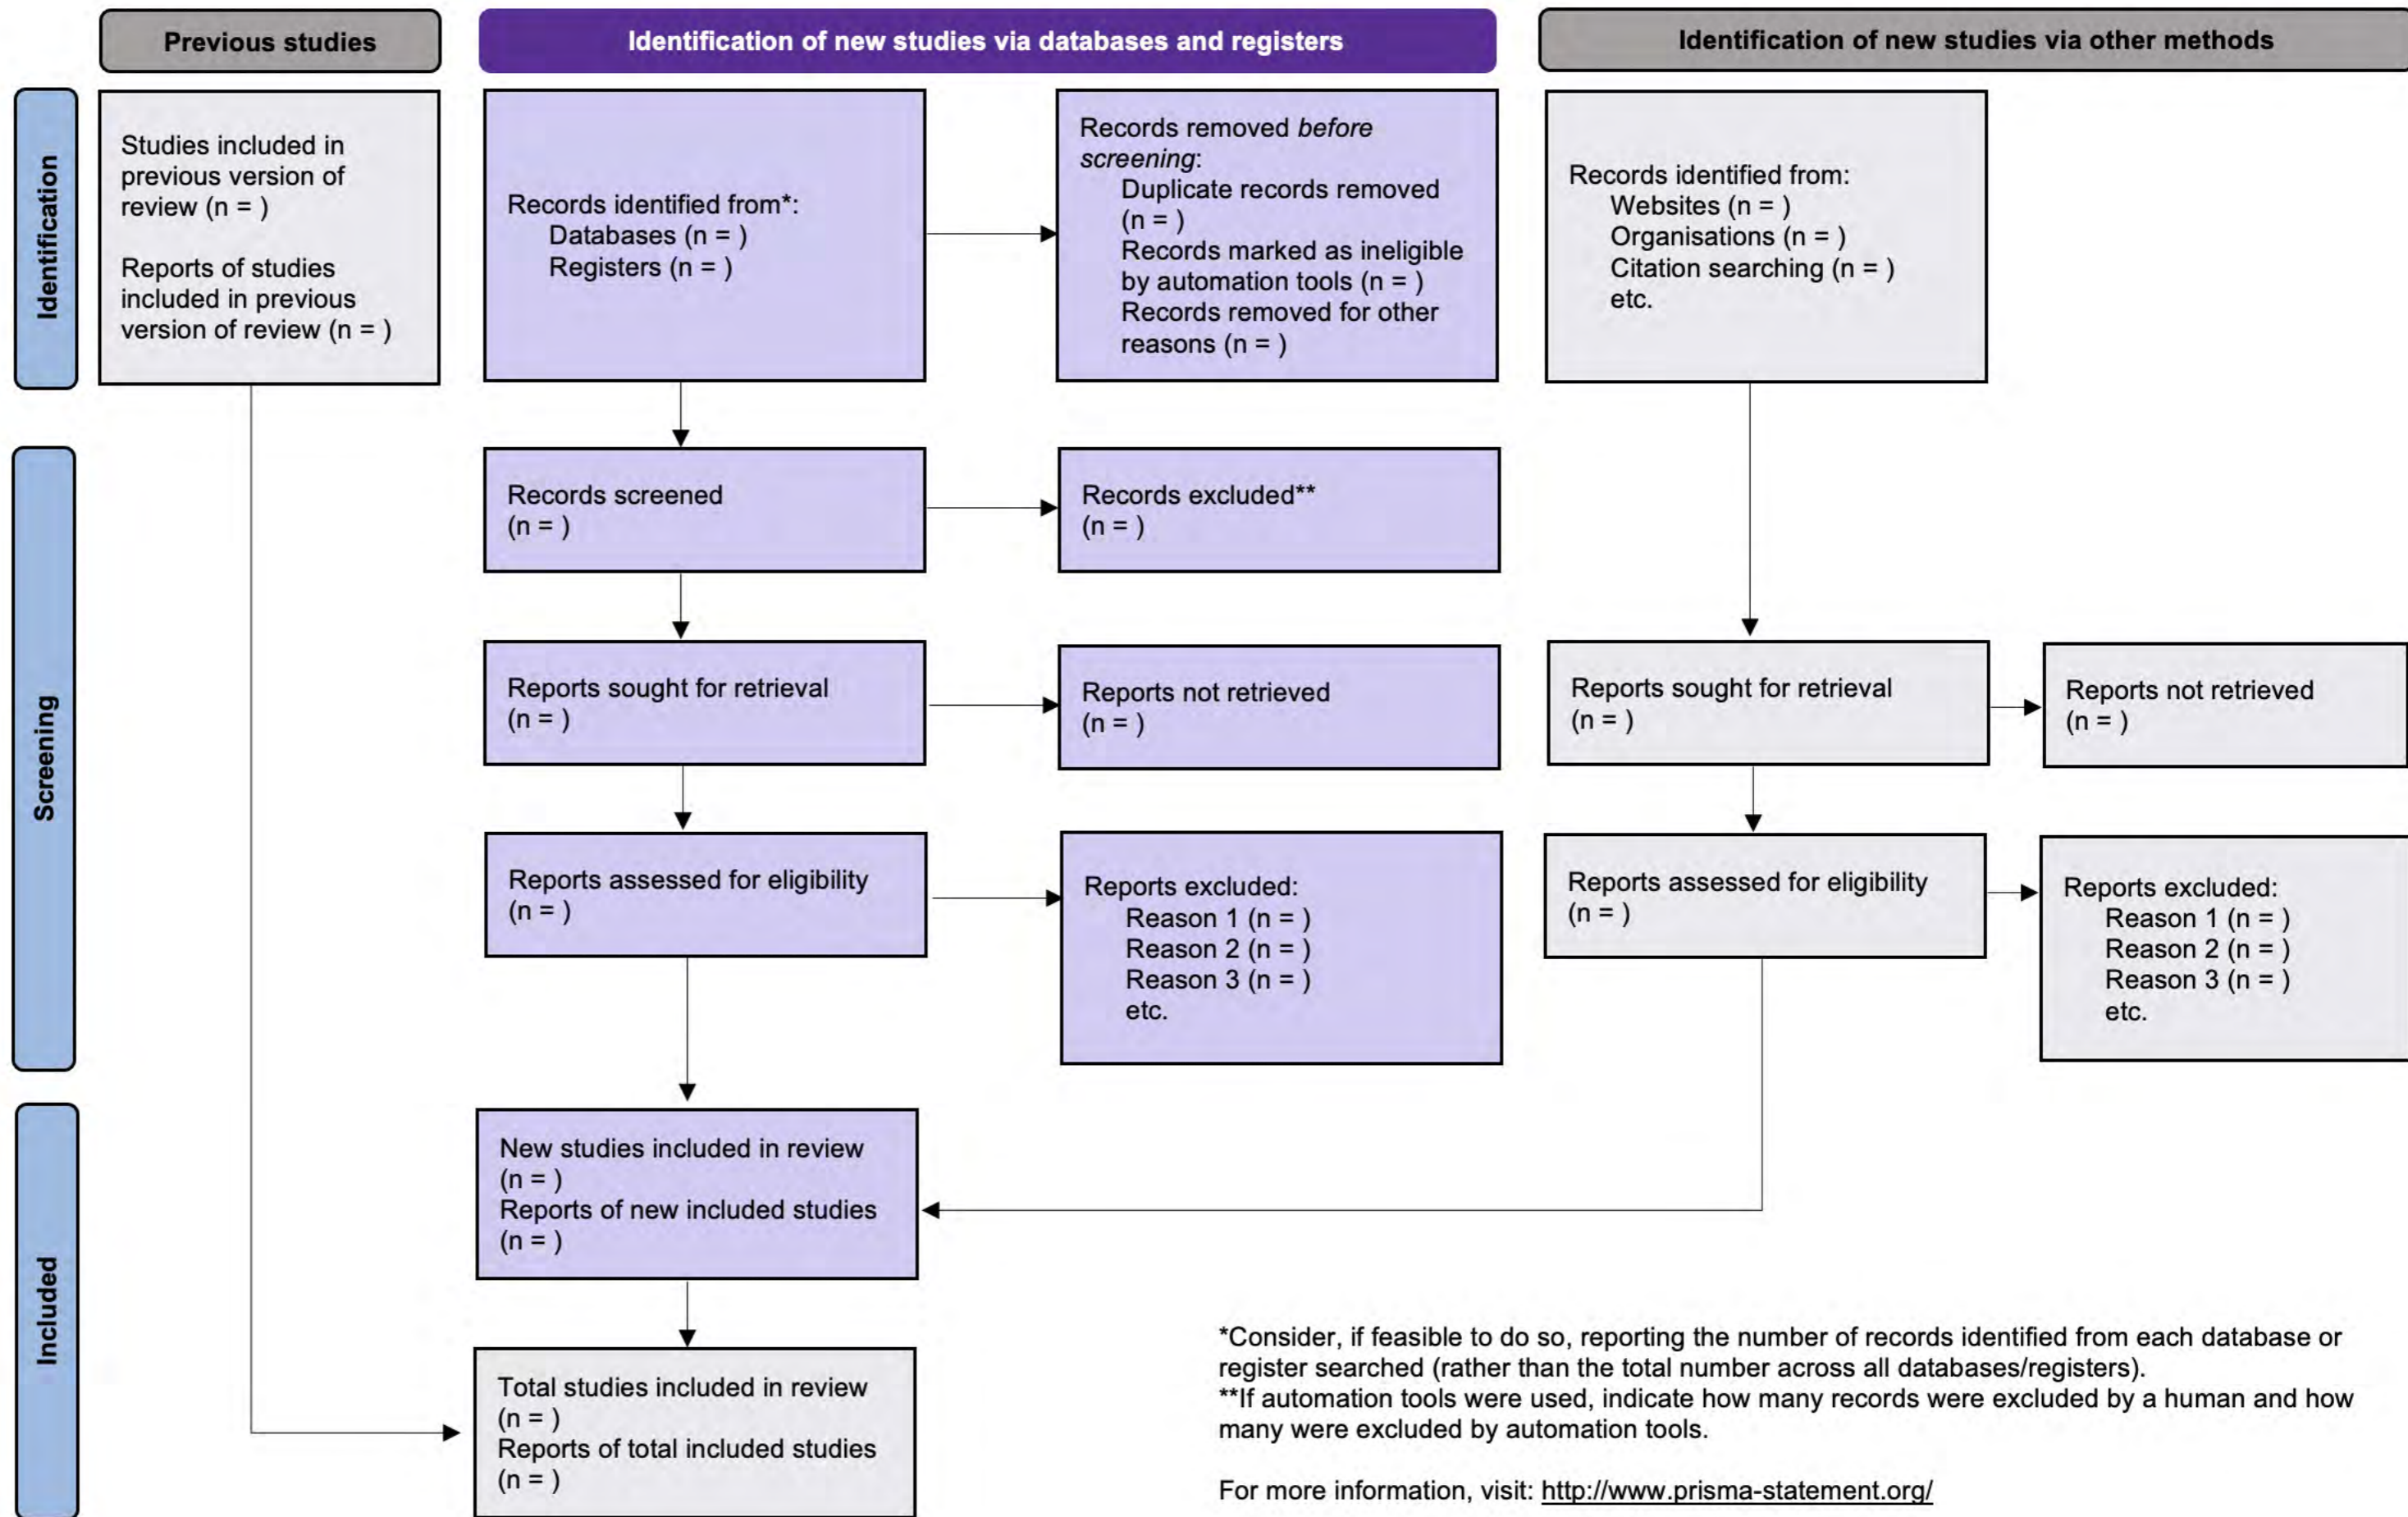 Previous studies
Identification of new studies via databases and registers
Identification of new studies via other methods
Identification
Studies included in
previous version of
review (n = )
Reports of studies
included in previous
version of review (n = )
Records identified from*:
Databases (n = )
Registers (n = )
Records removed before
screening:
Duplicate records removed
(n = )
Records marked as ineligible
by automation tools (n = )
Records removed for other
reasons (n = )
Records identified from:
Websites (n = )
Organisations (n = )
Citation searching (n = )
etc.
Screening
Records screened
(n = )
Records excluded**
(n = )
Reports sought for retrieval
(n = )
Reports not retrieved
(n = )
Reports sought for retrieval
(n = )
Reports not retrieved
(n = )
Reports assessed for eligibility
(n = )
Reports excluded:
Reason 1 (n = )
Reason 2 (n = )
Reason 3 (n = )
etc.
Reports assessed for eligibility
(n = )
Reports excluded:
Reason 1 (n = )
Reason 2 (n = )
Reason 3 (n = )
etc.
Included
New studies included in review
(n = )
Reports of new included studies
(n = )
Total studies included in review
(n = )
Reports of total included studies
(n = )
*Consider, if feasible to do so, reporting the number of records identified from each database or
register searched (rather than the total number across all databases/registers).
**If automation tools were used, indicate how many records were excluded by a human and how
many were excluded by automation tools.
For more information, visit: http://www.prisma-statement.org/